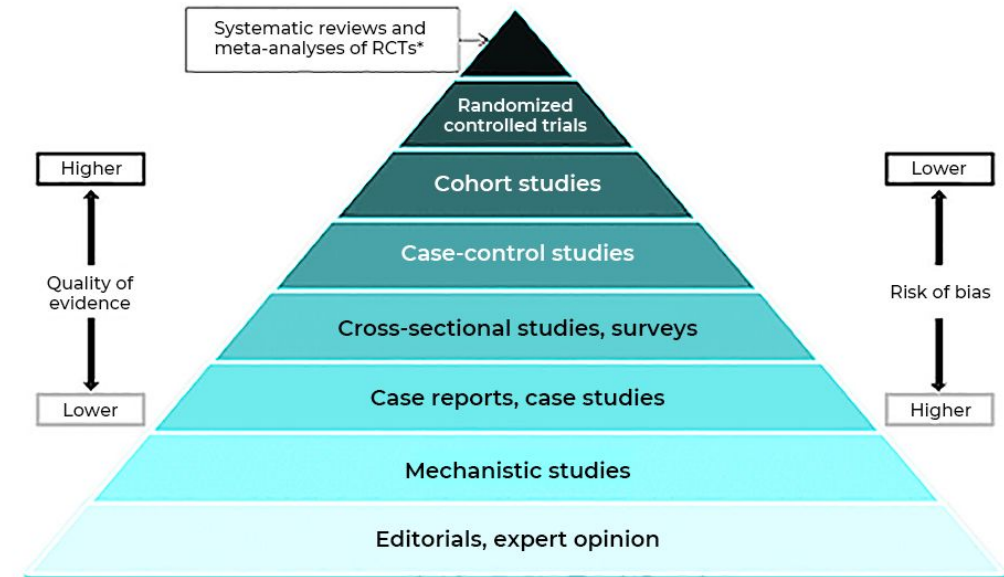 Systematic reviews and
meta-analyses of RCTs*
Randomized
controlled trials
Higher
Lower
Cohort studies
Case-control studies
Quality of
evidence
Risk of bias
Cross-sectional studies, surveys
Lower
Higher
Case reports, case studies
Mechanistic studies
Editorials, expert opinion